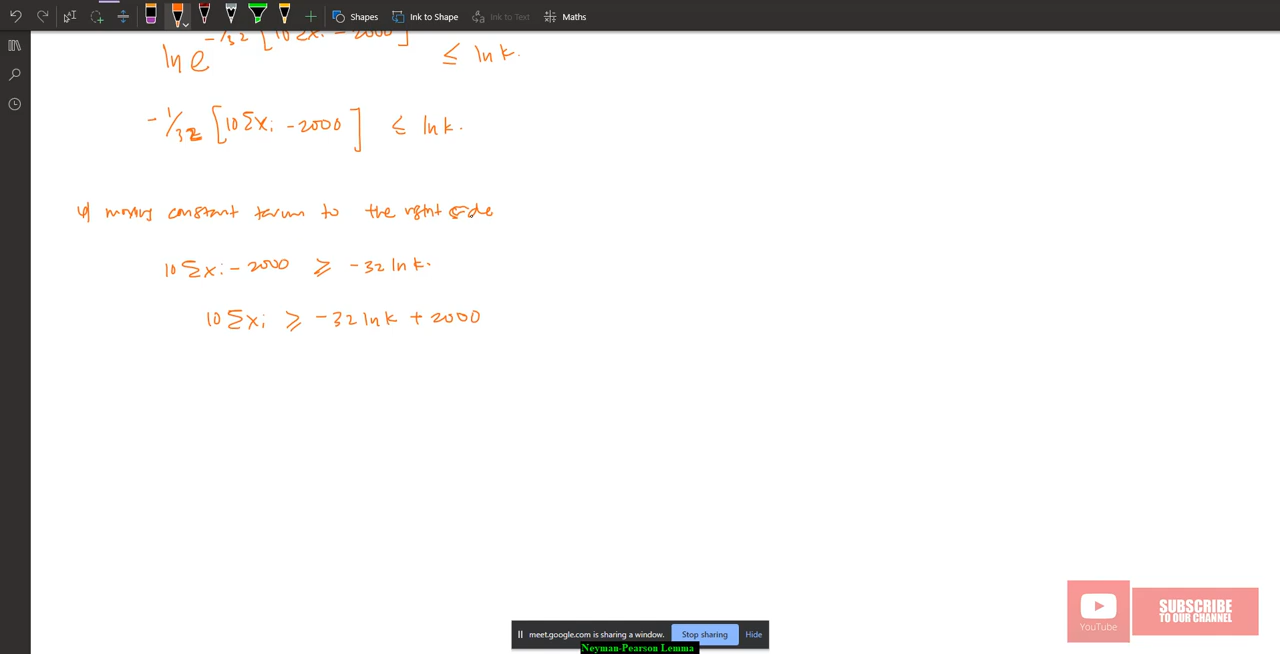 Shapes Ink to Shape Ink to Text Maths
ln e^{-1/32 [10Σxi - 2000]} ≤ ln k.
-1/32 [10Σxi - 2000] ≤ ln k.
4) moving constant terms to the right side
10Σxi - 2000 ≥ -32 ln k.
10Σxi ≥ -32 ln k + 2000
YouTube
SUBSCRIBE
TO OUR CHANNEL
meet.google.com is sharing a window. Stop sharing Hide
Neyman-Pearson Lemma